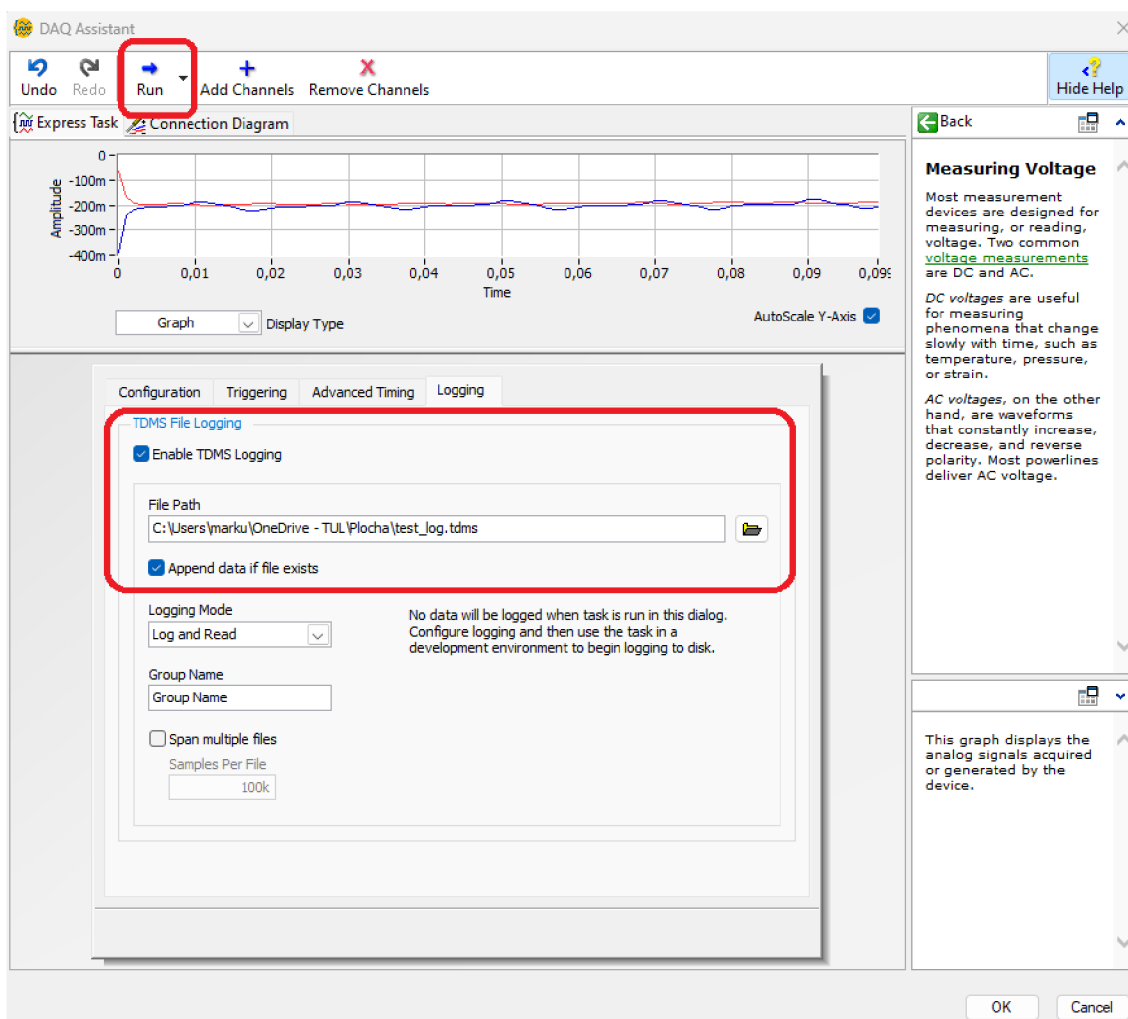 DAQ Assistant
Undo Redo Run Add Channels Remove Channels Hide Help
Express Task Connection Diagram
0
-100m
-200m
-300m
-400m
Amplitude
0 0,01 0,02 0,03 0,04 0,05 0,06 0,07 0,08 0,09 0,099
Time
Graph Display Type AutoScale Y-Axis
Configuration Triggering Advanced Timing Logging
TDMS File Logging
Enable TDMS Logging
File Path
C:\Users\marku\OneDrive - TUL\Plocha\test_log.tdms
Append data if file exists
Logging Mode
Log and Read
No data will be logged when task is run in this dialog.
Configure logging and then use the task in a
development environment to begin logging to disk.
Group Name
Group Name
Span multiple files
Samples Per File
100k
Back
Measuring Voltage
Most measurement
devices are designed for
measuring, or reading,
voltage. Two common
voltage measurements
are DC and AC.
DC voltages are useful
for measuring
phenomena that change
slowly with time, such as
temperature, pressure,
or strain.
AC voltages, on the other
hand, are waveforms
that constantly increase,
decrease, and reverse
polarity. Most powerlines
deliver AC voltage.
This graph displays the
analog signals acquired
or generated by the
device.
OK Cancel